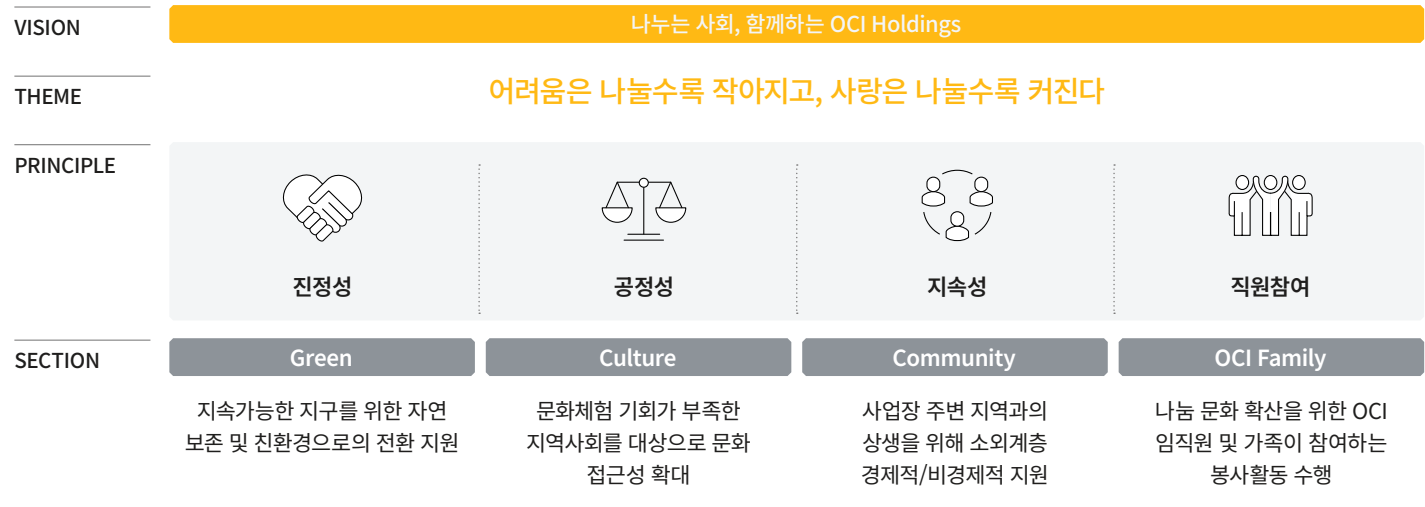 VISION
나누는 사회, 함께하는 OCI Holdings
THEME
어려움은 나눌수록 작아지고, 사랑은 나눌수록 커진다
PRINCIPLE
진정성
공정성
지속성
직원참여
SECTION
Green
Culture
Community
OCI Family
지속가능한 지구를 위한 자연
보존 및 친환경으로의 전환 지원
문화체험 기회가 부족한
지역사회를 대상으로 문화
접근성 확대
사업장 주변 지역과의
상생을 위해 소외계층
경제적/비경제적 지원
나눔 문화 확산을 위한 OCI
임직원 및 가족이 참여하는
봉사활동 수행